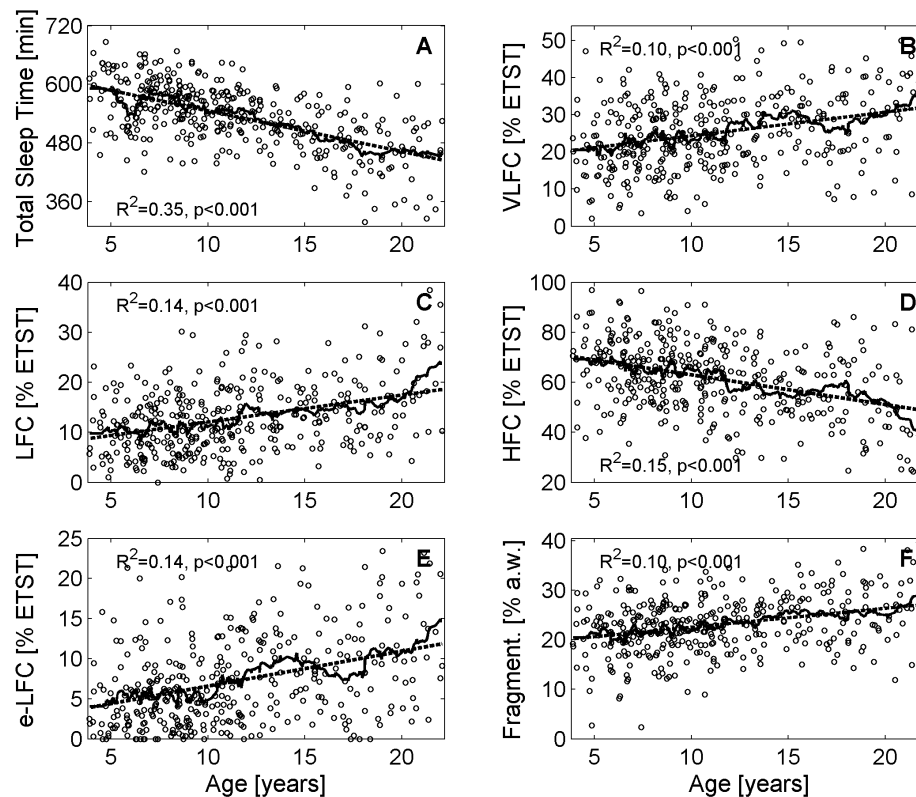 A
Total Sleep Time [min]
720
600
480
360
R²=0.35, p<0.001
5 10 15 20
B
VLFC [% ETST]
50
40
30
20
10
0
R²=0.10, p<0.001
5 10 15 20
C
LFC [% ETST]
40
30
20
10
0
R²=0.14, p<0.001
5 10 15 20
D
HFC [% ETST]
100
80
60
40
20
R²=0.15, p<0.001
5 10 15 20
E
e-LFC [% ETST]
25
20
15
10
5
0
R²=0.14, p<0.001
5 10 15 20
Age [years]
F
Fragment. [% a.w.]
40
30
20
10
0
R²=0.10, p<0.001
5 10 15 20
Age [years]